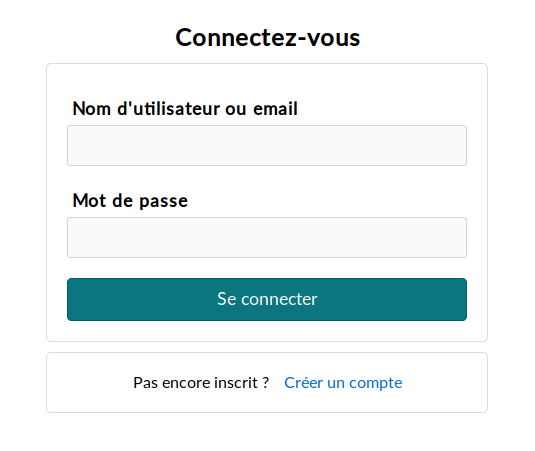 Connectez-vous
Nom d'utilisateur ou email
Mot de passe
Se connecter
Pas encore inscrit ? Créer un compte